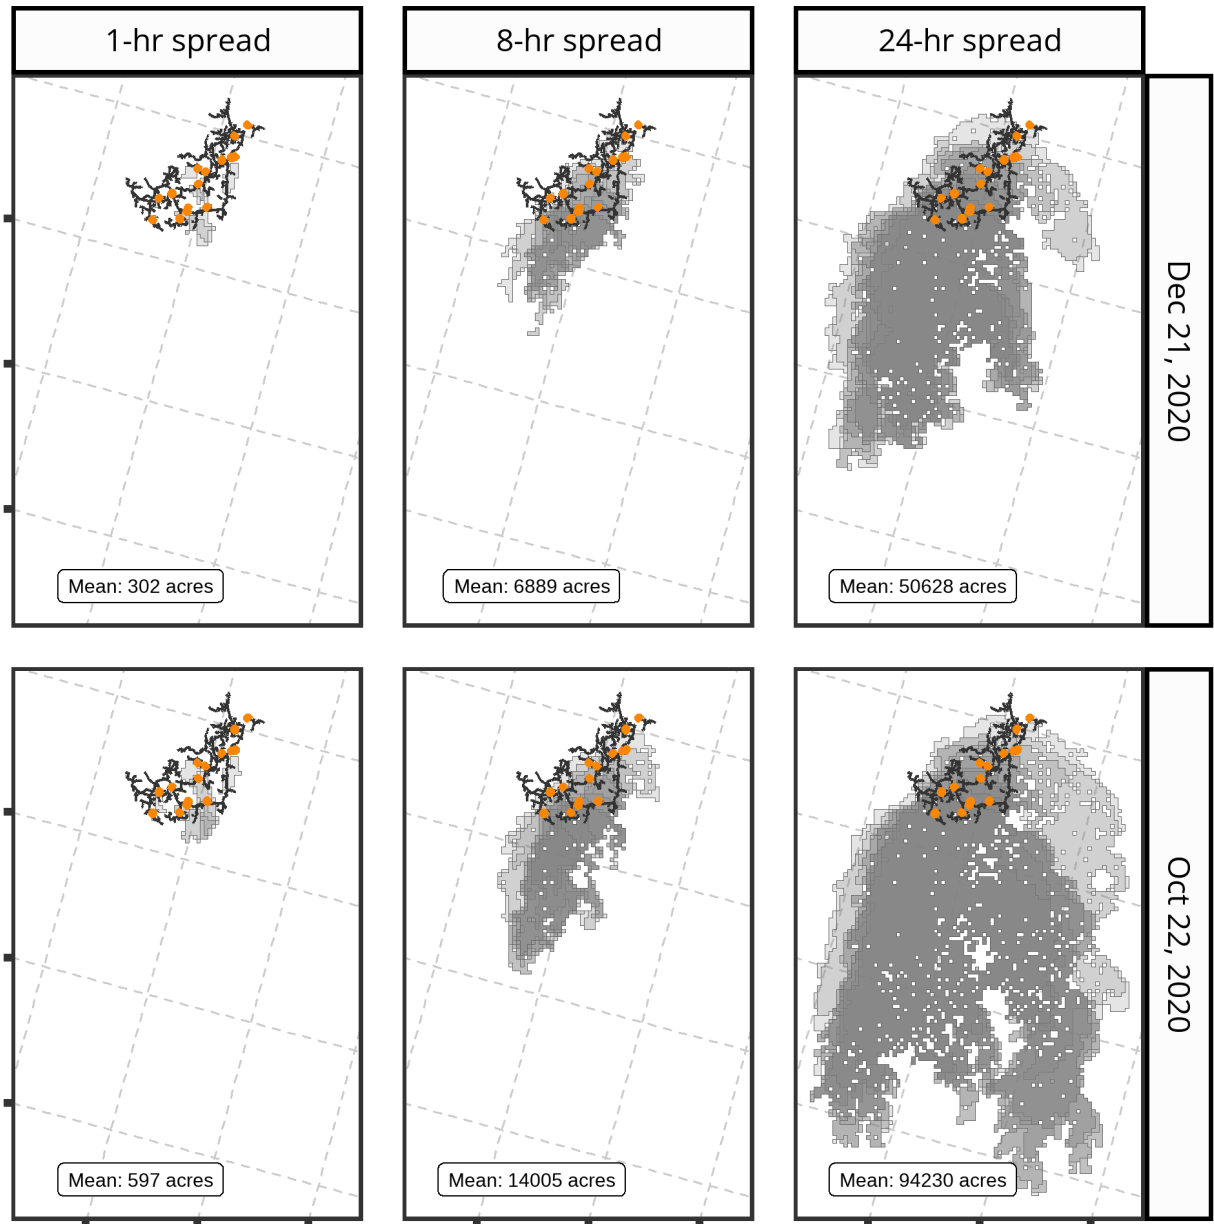 1-hr spread
8-hr spread
24-hr spread
Mean: 302 acres
Mean: 6889 acres
Mean: 50628 acres
Dec 21, 2020
Mean: 597 acres
Mean: 14005 acres
Mean: 94230 acres
Oct 22, 2020